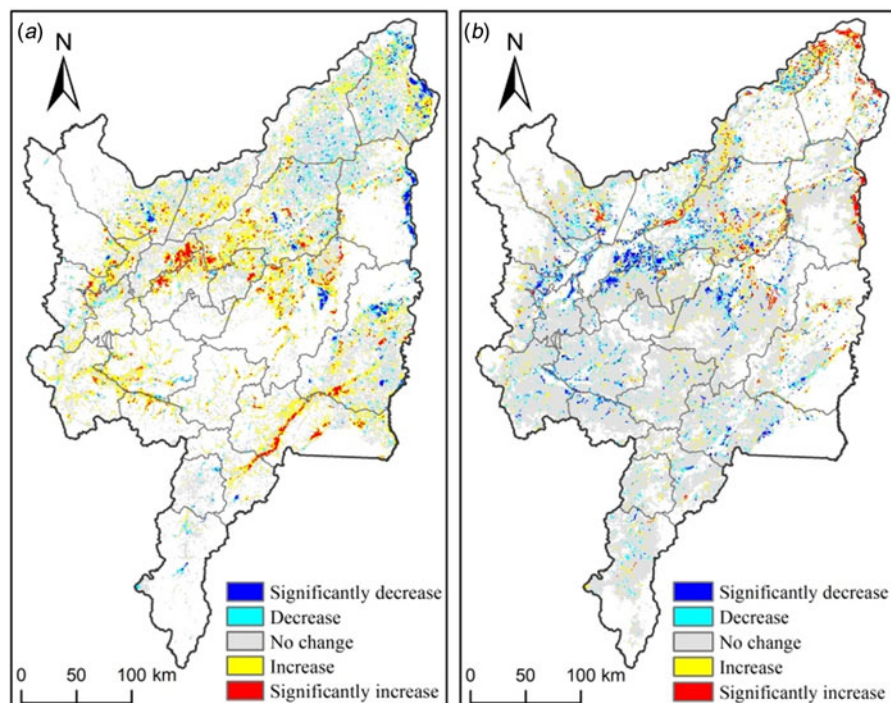 (a)
N
Significantly decrease
Decrease
No change
Increase
Significantly increase
0 50 100 km
(b)
N
Significantly decrease
Decrease
No change
Increase
Significantly increase
0 50 100 km